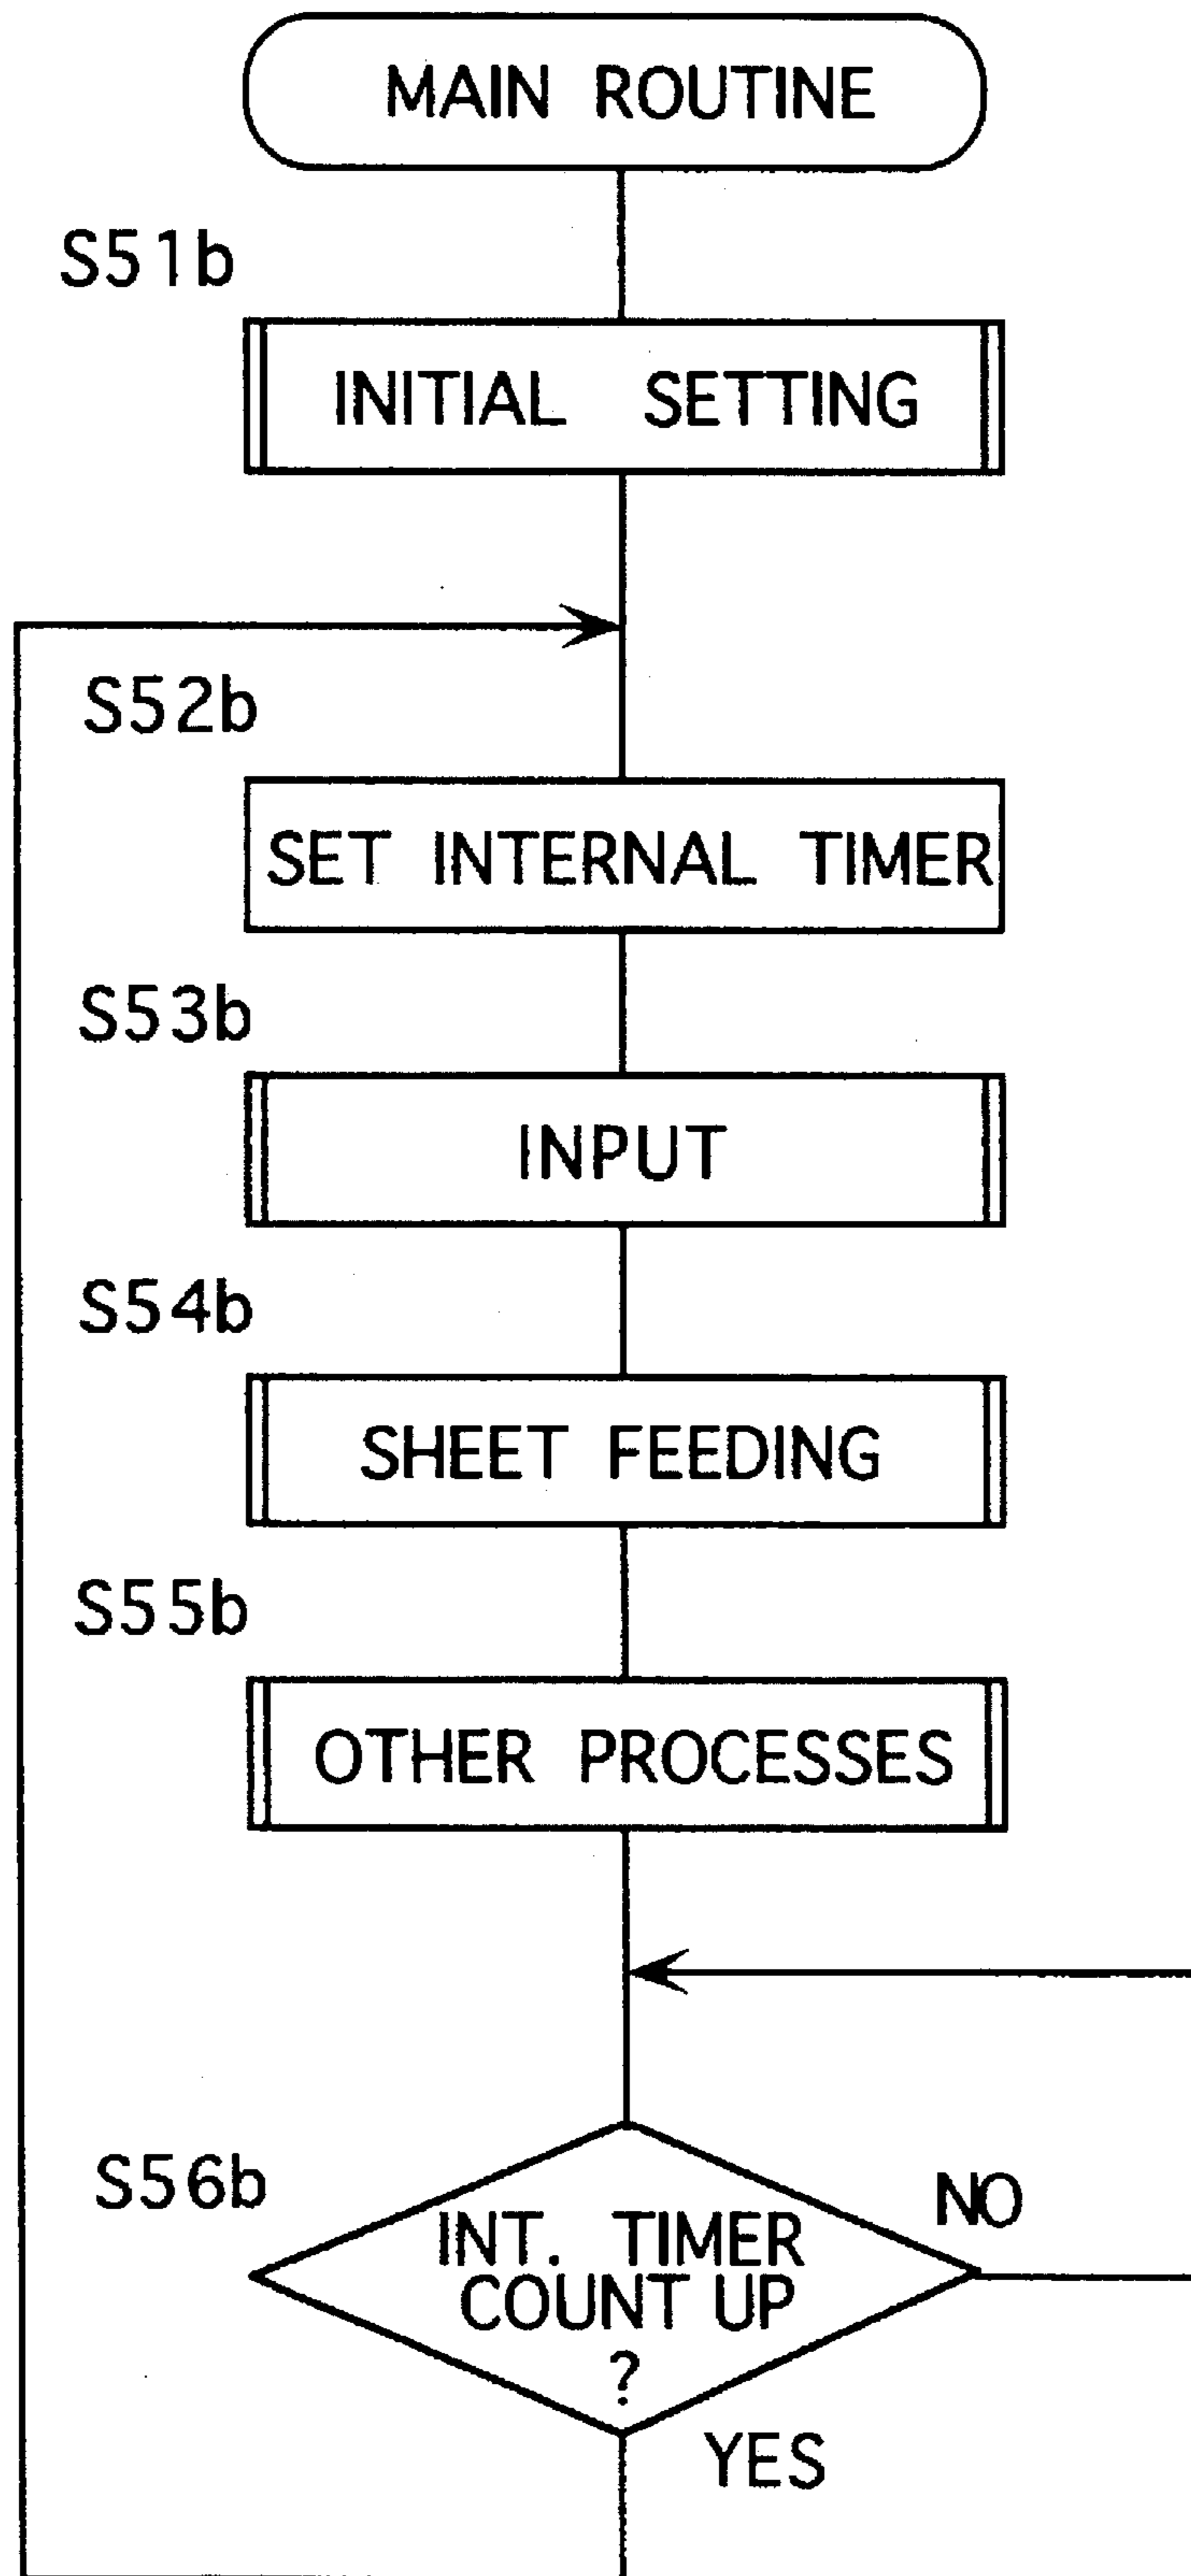 MAIN ROUTINE
S51b
INITIAL SETTING
S52b
SET INTERNAL TIMER
S53b
INPUT
S54b
SHEET FEEDING
S55b
OTHER PROCESSES
S56b
NO
INT. TIMER
COUNT UP
?
YES